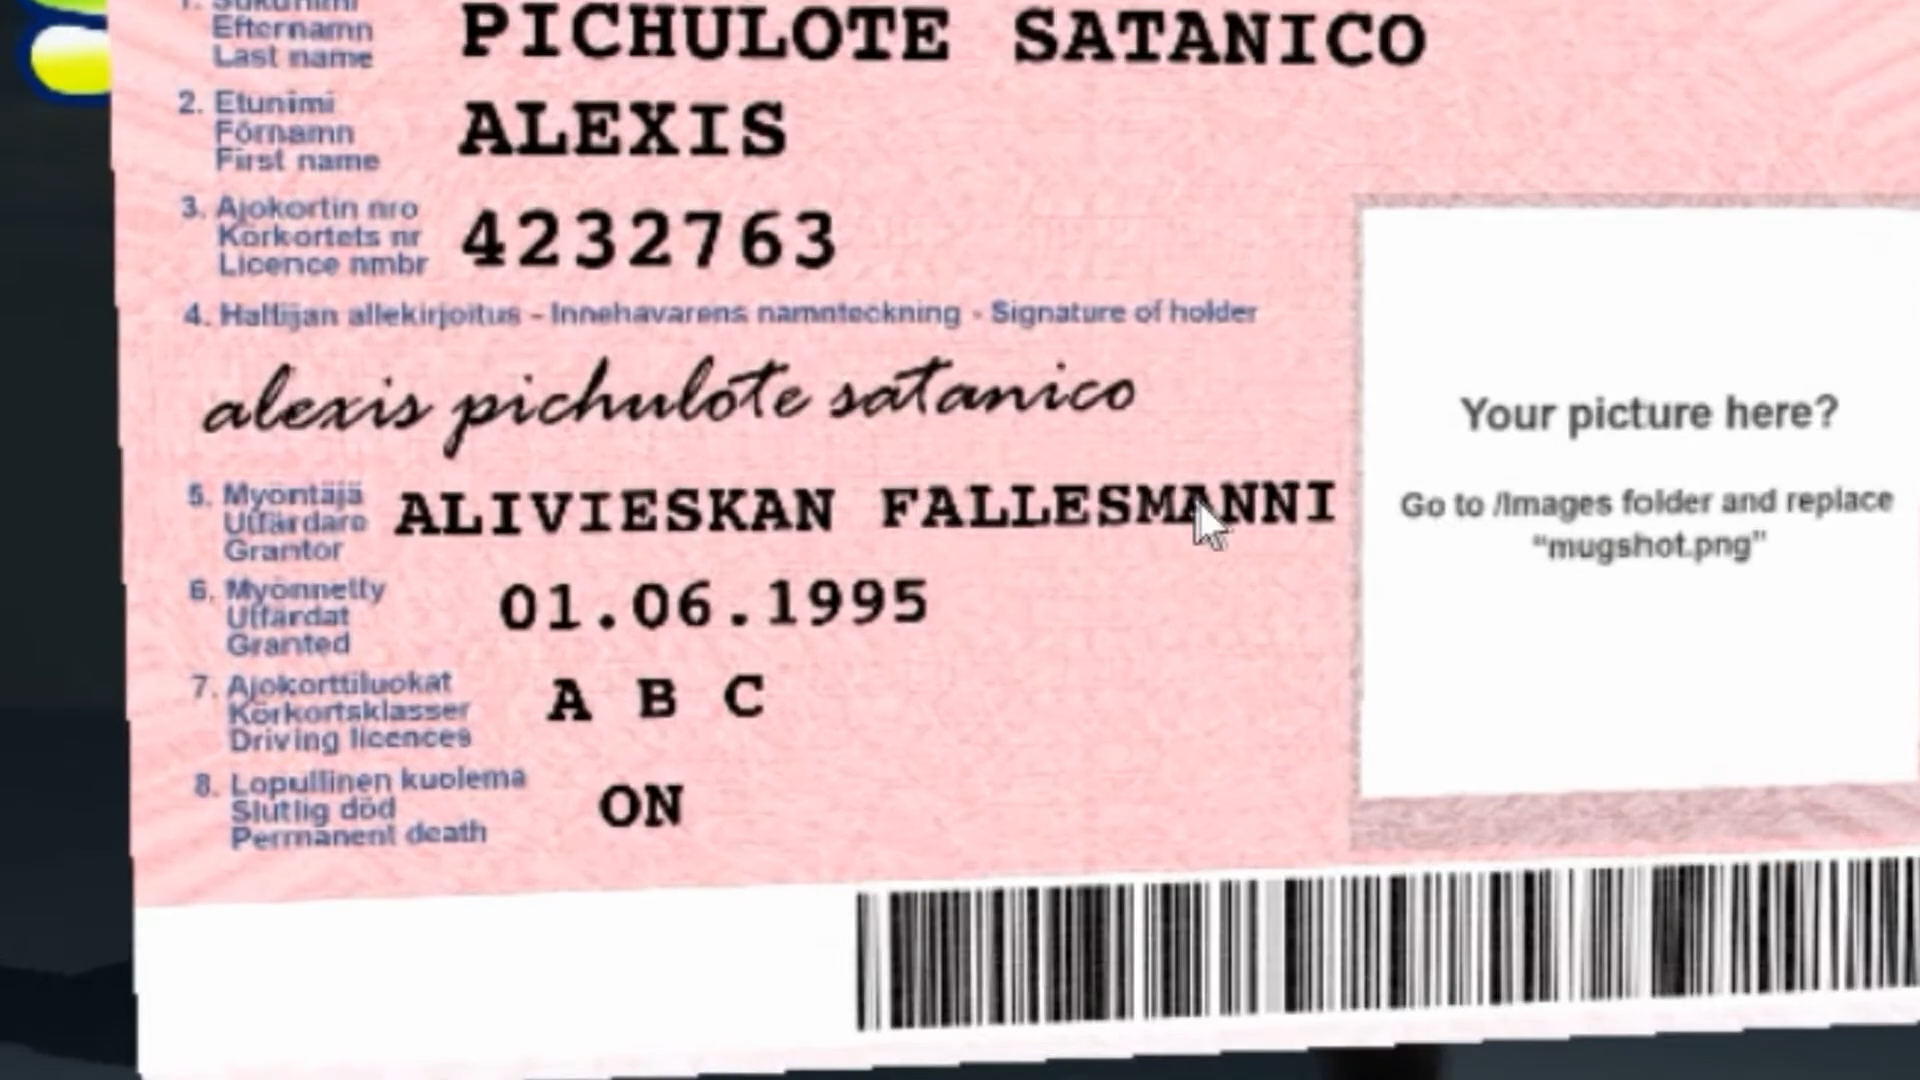 1. Sukunimi
Efternamn
Last name
PICHULOTE SATANICO
2. Etunimi
Förnamn
First name
ALEXIS
3. Ajokortin nro
Körkortets nr
Licence nmbr
4232763
4. Haltijan allekirjoitus - Innehavarens namnteckning - Signature of holder
alexis pichulote satanico
5. Myöntäjä
Utfärdare
Grantor
ALIVIESKAN FALLESMANNI
6. Myönnetty
Utfärdat
Granted
01.06.1995
7. Ajokorttiluokat
Körkortsklasser
Driving licences
A B C
8. Lopullinen kuolema
Slutlig död
Permanent death
ON
Your picture here?
Go to /Images folder and replace
“mugshot.png”